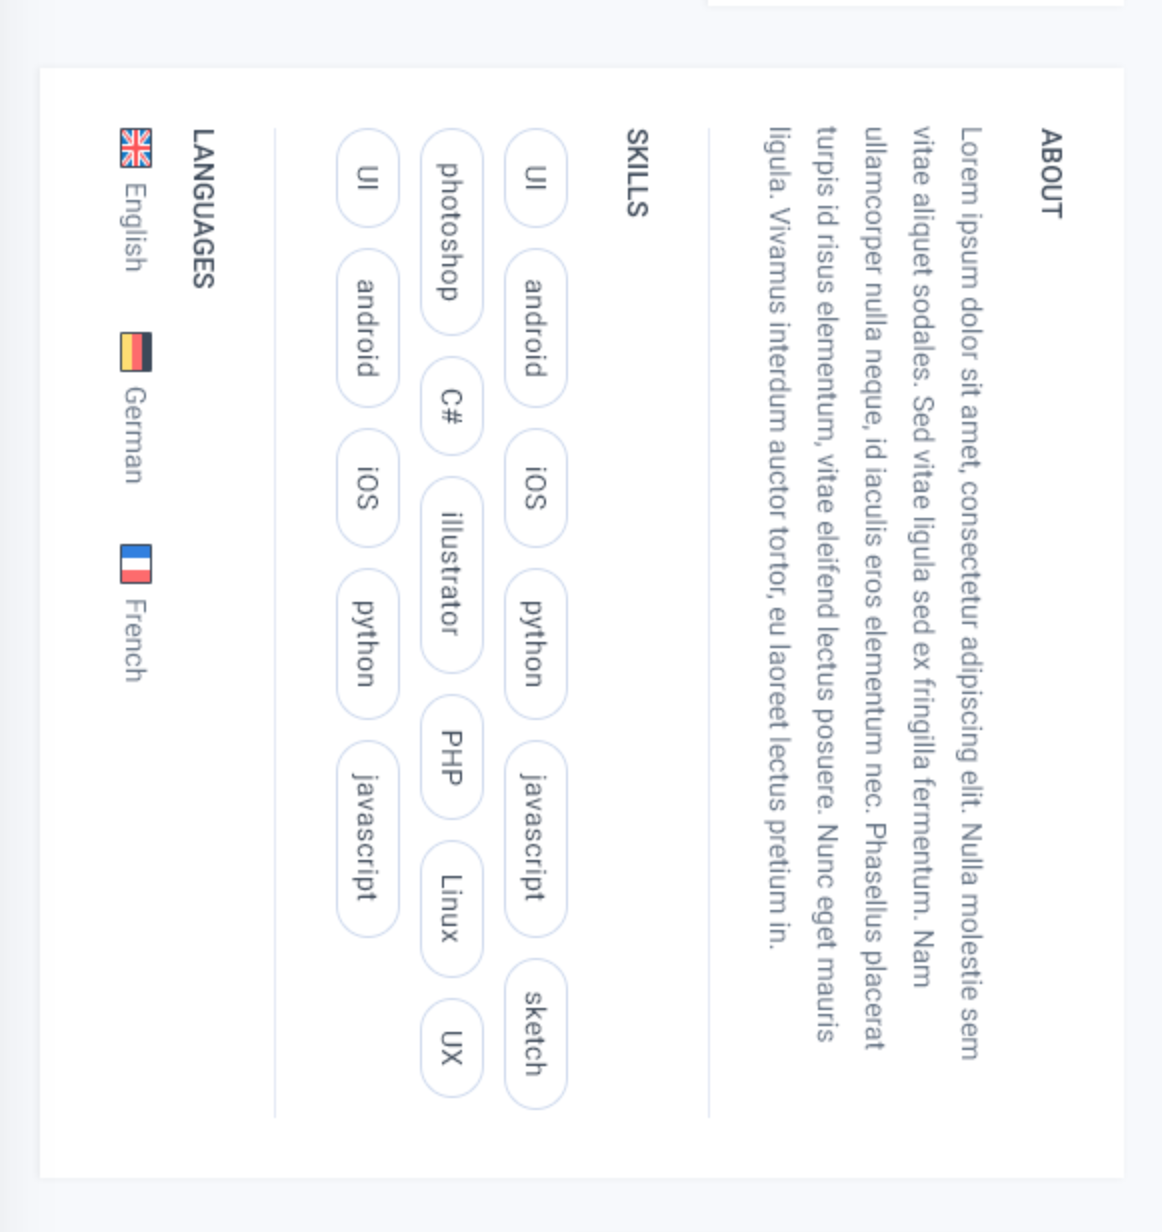 ABOUT
Lorem ipsum dolor sit amet, consectetur adipiscing elit. Nulla molestie sem
vitae aliquet sodales. Sed vitae ligula sed ex fringilla fermentum. Nam
ullamcorper nulla neque, id iaculis eros elementum nec. Phasellus placerat
turpis id risus elementum, vitae eleifend lectus posuere. Nunc eget mauris
ligula. Vivamus interdum auctor tortor, eu laoreet lectus pretium in.
SKILLS
UI android iOS python javascript sketch
photoshop C# illustrator PHP Linux UX
UI android iOS python javascript
LANGUAGES
English German French